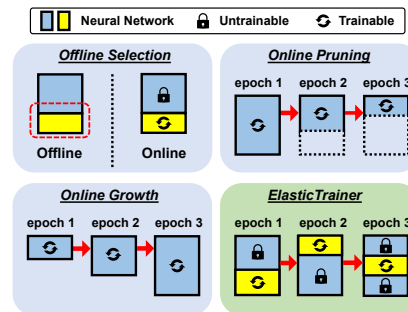 Neural Network Untrainable Trainable
Offline Selection
Offline Online
Online Pruning
epoch 1 epoch 2 epoch 3
Online Growth
epoch 1 epoch 2 epoch 3
ElasticTrainer
epoch 1 epoch 2 epoch 3